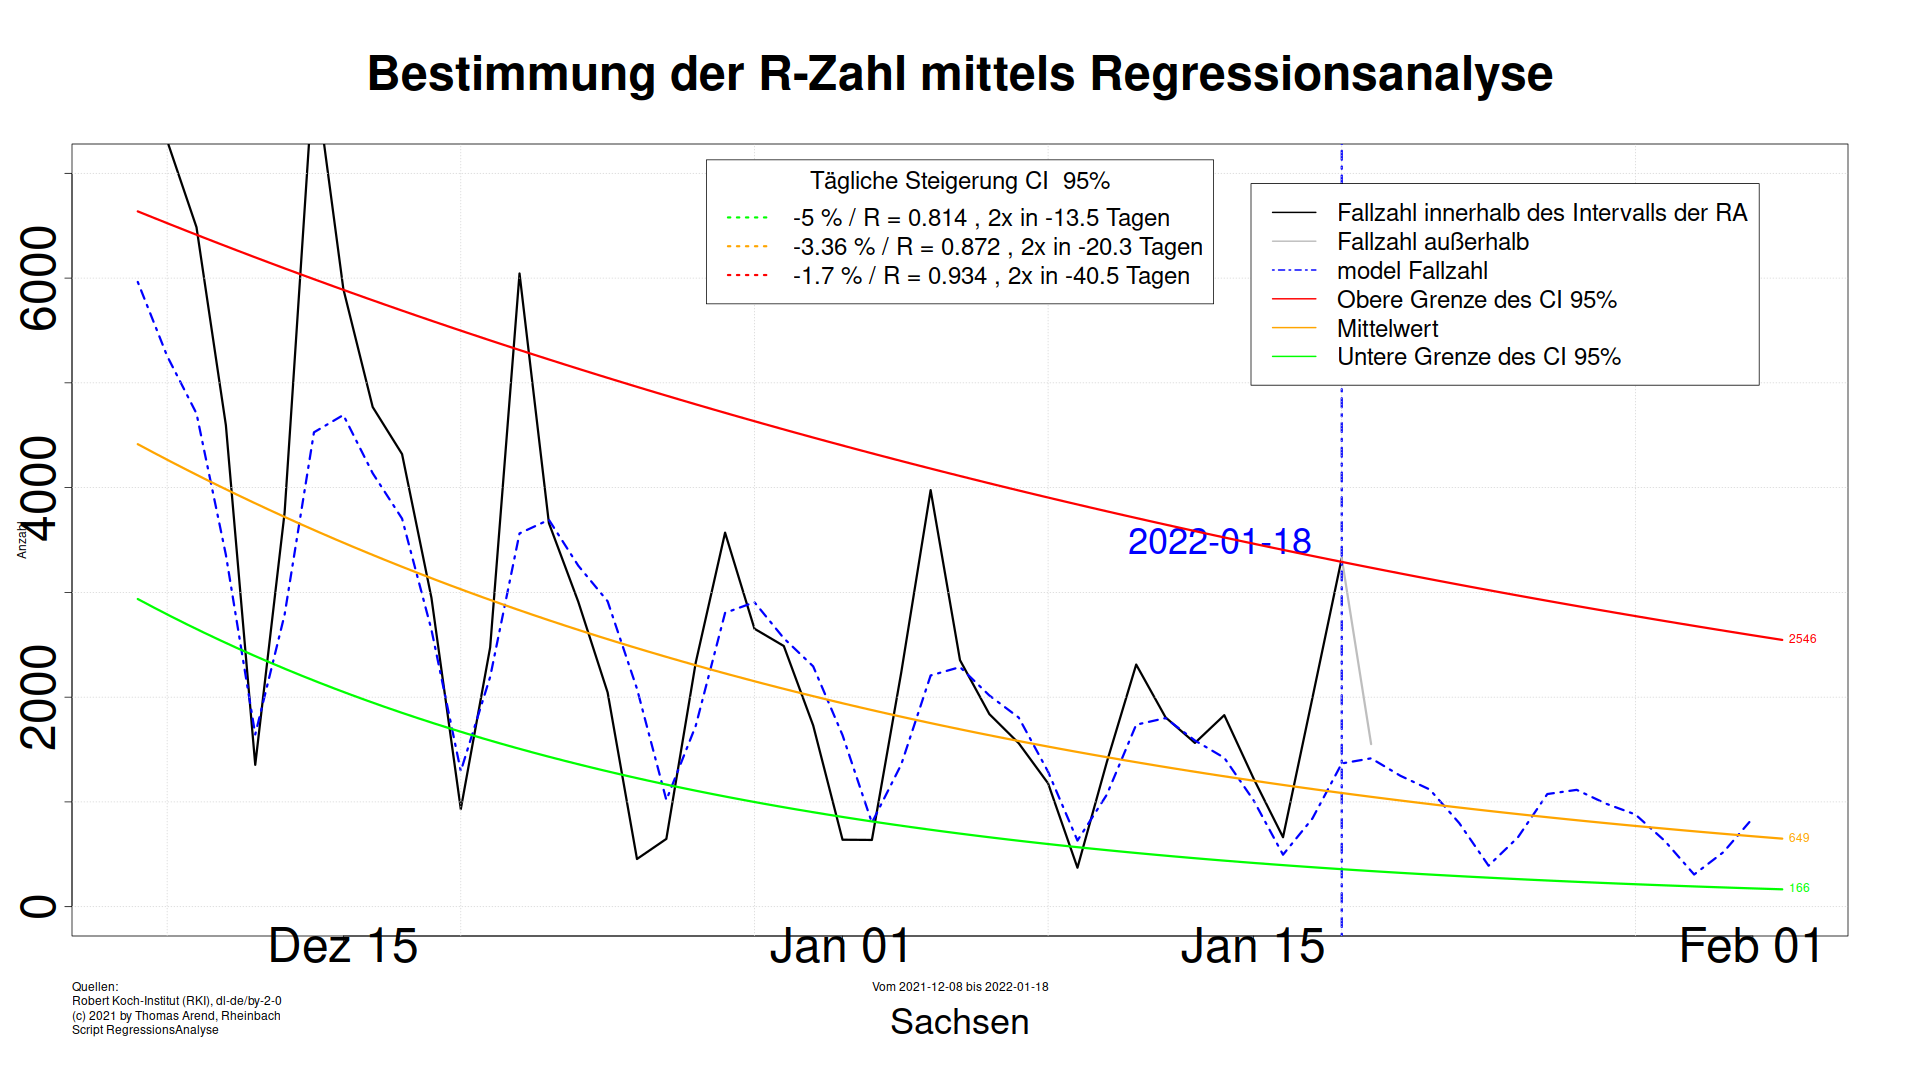 Bestimmung der R-Zahl mittels Regressionsanalyse
Tägliche Steigerung CI 95%
-5 % / R = 0.814 , 2x in -13.5 Tagen
-3.36 % / R = 0.872 , 2x in -20.3 Tagen
-1.7 % / R = 0.934 , 2x in -40.5 Tagen
Fallzahl innerhalb des Intervalls der RA
Fallzahl außerhalb
model Fallzahl
Obere Grenze des CI 95%
Mittelwert
Untere Grenze des CI 95%
6000
4000
2000
0
Anzahl
2022-01-18
2546
649
166
Dez 15
Jan 01
Jan 15
Feb 01
Quellen:
Robert Koch-Institut (RKI), dl-de/by-2-0
(c) 2021 by Thomas Arend, Rheinbach
Script RegressionsAnalyse
Vom 2021-12-08 bis 2022-01-18
Sachsen